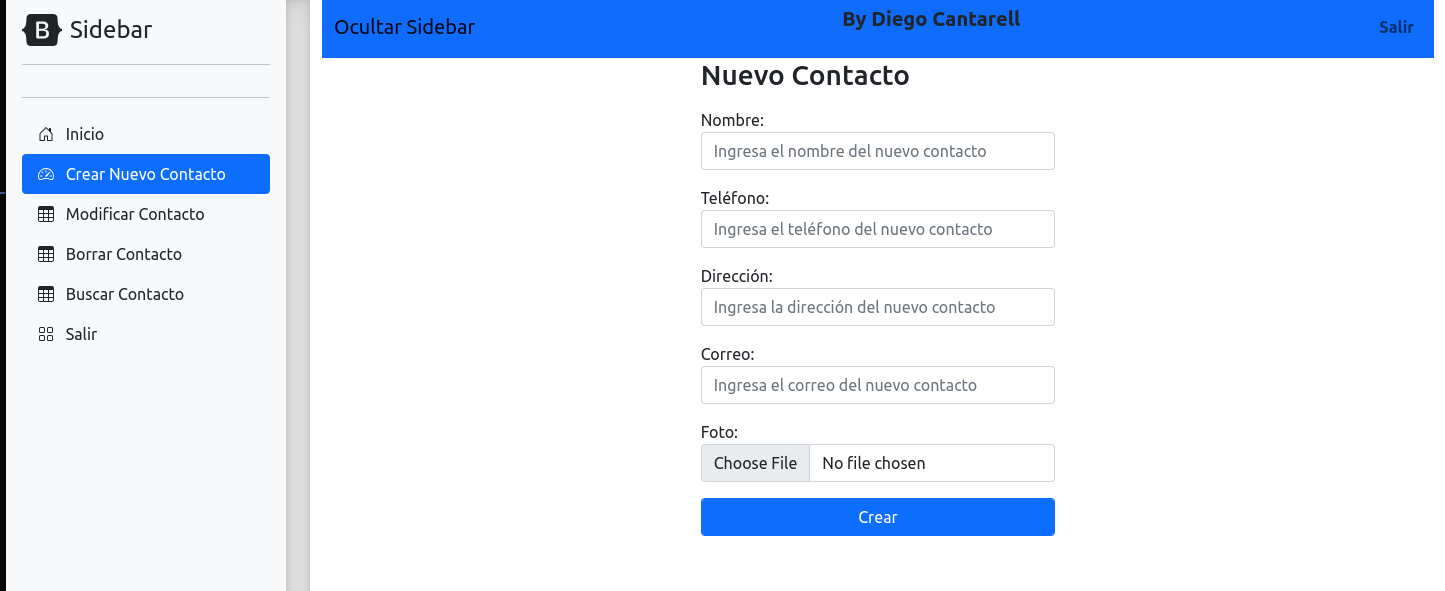 B Sidebar
Inicio
Crear Nuevo Contacto
Modificar Contacto
Borrar Contacto
Buscar Contacto
Salir
Ocultar Sidebar
By Diego Cantarell
Salir
Nuevo Contacto
Nombre:
Ingresa el nombre del nuevo contacto
Teléfono:
Ingresa el teléfono del nuevo contacto
Dirección:
Ingresa la dirección del nuevo contacto
Correo:
Ingresa el correo del nuevo contacto
Foto:
Choose File No file chosen
Crear